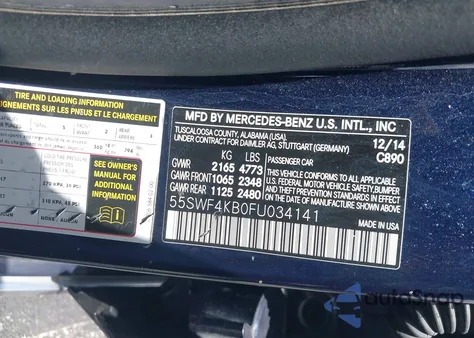 TIRE AND LOADING INFORMATION
RENSEIGNEMENTS SUR LES PNEUS ET LE CHARGEMENT
SEE OWNER'S
MANUAL FOR
ADDITIONAL
INFORMATION
MFD BY MERCEDES-BENZ U.S. INTL., INC
TUSCALOOSA COUNTY, ALABAMA (USA), 12/14
UNDER CONTRACT FOR DAIMLER AG, STUTTGART (GERMANY) C890
KG LBS PASSENGER CAR
GVWR 2165 4773
GAWR FRONT 1065 2348
GAWR REAR 1125 2480
THIS VEHICLE CONFORMS TO ALL APPLICABLE
U.S. FEDERAL MOTOR VEHICLE SAFETY, BUMPER
AND THEFT PREVENTION STANDARDS IN EFFECT
ON THE DATE OF MANUFACTURE SHOWN ABOVE.
55SWF4KB0FU034141
MADE IN USA
AutoSnap